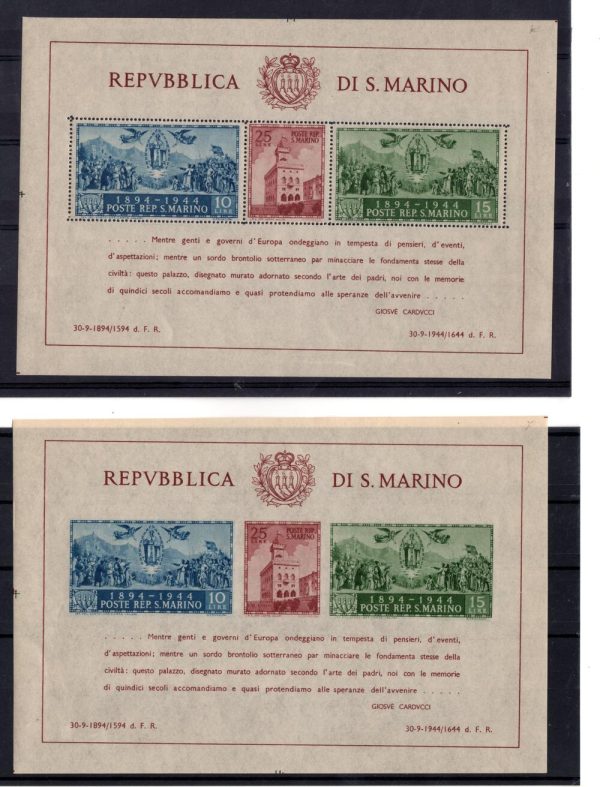 REPVBBLICA DI S. MARINO
1894-1944
POSTE REP. S. MARINO
10
LIRE
25
CENT
POSTE REP.
S. MARINO
1894-1944
POSTE REP. S. MARINO
15
LIRE
. . . . . Mentre genti e governi d'Europa ondeggiano in tempesta di pensieri, d'eventi,
d'aspettazioni; mentre un sordo brontolio sotterraneo par minacciare le fondamenta stesse della
civiltà: questo palazzo, disegnato murato adornato secondo l'arte dei padri, noi con le memorie
di quindici secoli accomandiamo e quasi protendiamo alle speranze dell'avvenire . . . . .
GIOSVÈ CARDVCCI
30-9-1894/1594 d. F. R. 30-9-1944/1644 d. F. R.
REPVBBLICA DI S. MARINO
1894-1944
POSTE REP. S. MARINO
10
LIRE
25
CENT
POSTE REP.
S. MARINO
1894-1944
POSTE REP. S. MARINO
15
LIRE
. . . . . Mentre genti e governi d'Europa ondeggiano in tempesta di pensieri, d'eventi,
d'aspettazioni; mentre un sordo brontolio sotterraneo par minacciare le fondamenta stesse della
civiltà: questo palazzo, disegnato murato adornato secondo l'arte dei padri, noi con le memorie
di quindici secoli accomandiamo e quasi protendiamo alle speranze dell'avvenire . . . . .
GIOSVÈ CARDVCCI
30-9-1894/1594 d. F. R. 30-9-1944/1644 d. F. R.